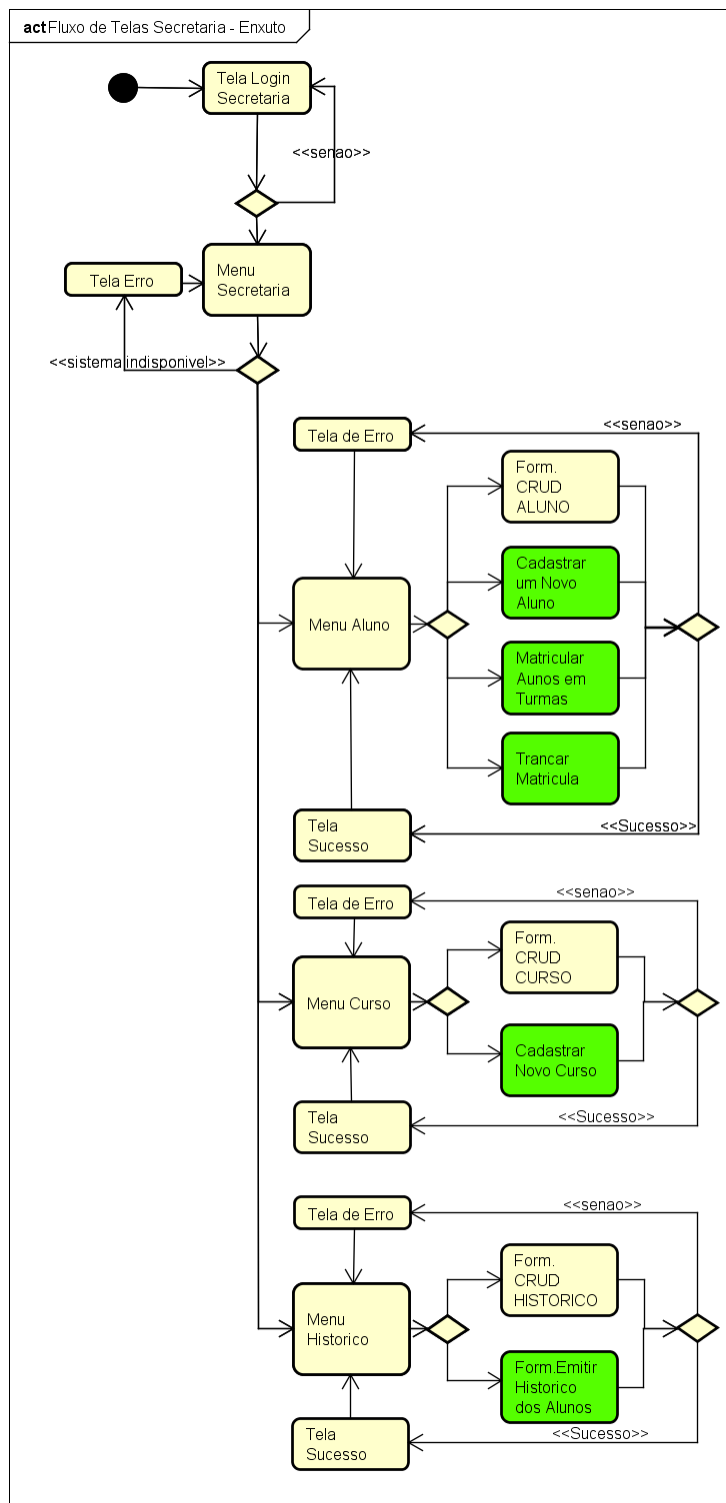 act Fluxo de Telas Secretaria - Enxuto
Tela Login
Secretaria
<<senao>>
Menu
Secretaria
Tela Erro
<<sistema indisponivel>>
<<senao>>
Tela de Erro
Form.
CRUD
ALUNO
Cadastrar
um Novo
Aluno
Menu Aluno
Matricular
Aunos em
Turmas
Trancar
Matricula
Tela
Sucesso
<<Sucesso>>
<<senao>>
Tela de Erro
Form.
CRUD
CURSO
Menu Curso
Cadastrar
Novo Curso
Tela
Sucesso
<<Sucesso>>
<<senao>>
Tela de Erro
Form.
CRUD
HISTORICO
Menu
Historico
Form.Emitir
Historico
dos Alunos
Tela
Sucesso
<<Sucesso>>